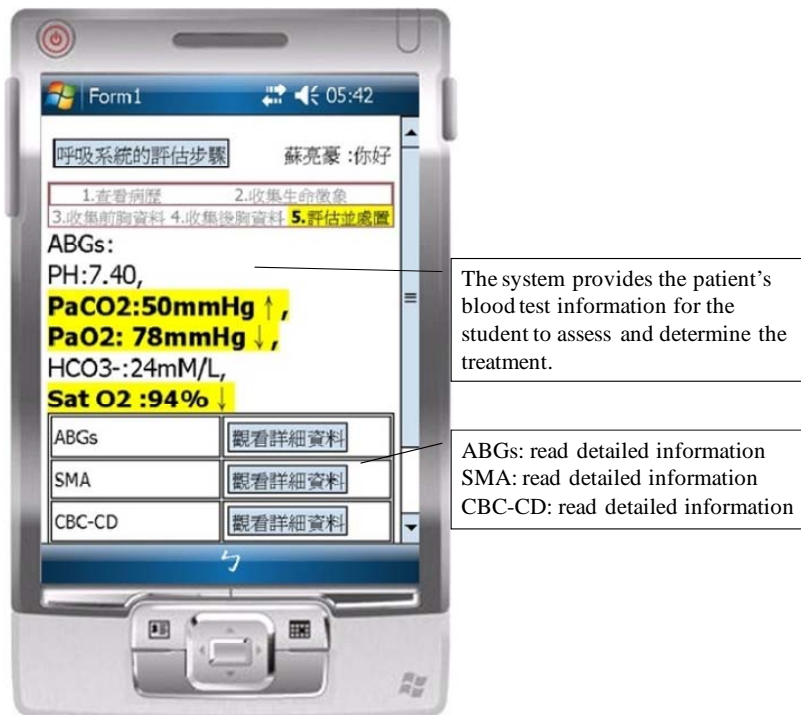 Form1 05:42
呼吸系統的評估步驟 蘇亮豪 :你好
1.查看病歷 2.收集生命徵象
3.收集前胸資料 4.收集後胸資料 5.評估並處置
ABGs:
PH:7.40,
PaCO2:50mmHg ↑,
PaO2: 78mmHg ↓,
HCO3-:24mM/L,
Sat O2 :94% ↓
ABGs 觀看詳細資料
SMA 觀看詳細資料
CBC-CD 觀看詳細資料
ㄅ
The system provides the patient’s
blood test information for the
student to assess and determine the
treatment.
ABGs: read detailed information
SMA: read detailed information
CBC-CD: read detailed information